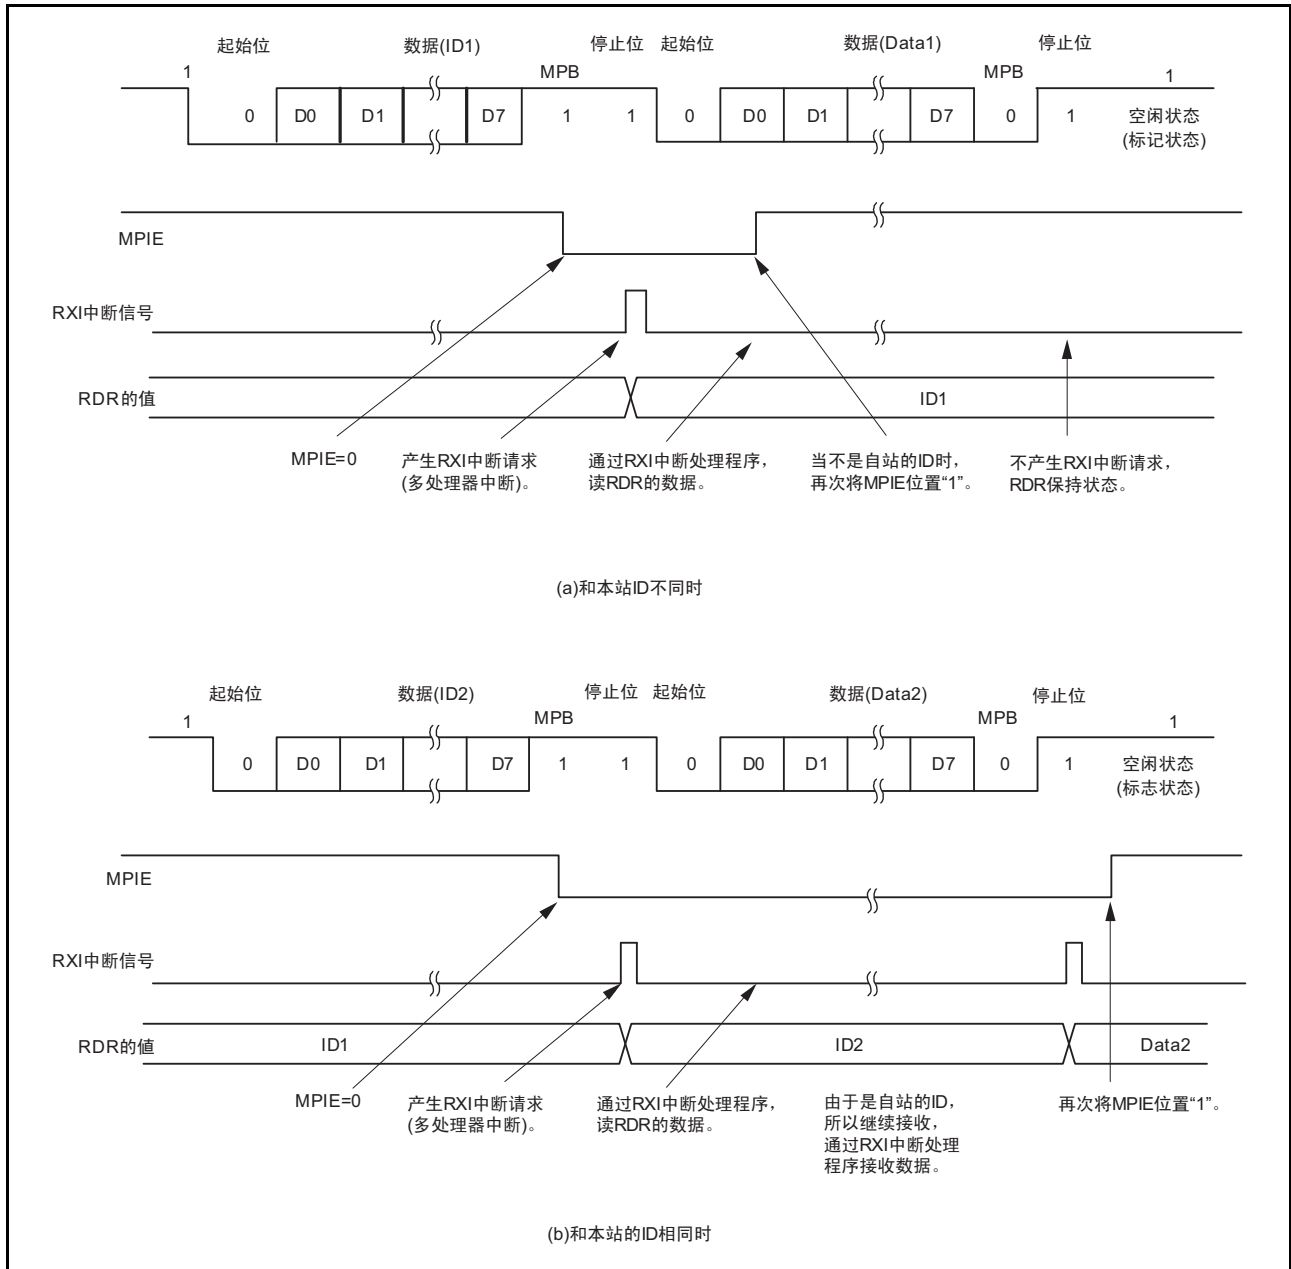 起始位 数据(ID1) 停止位 起始位 数据(Data1) 停止位
1 MPB MPB 1
0 D0 D1 D7 1 1 0 D0 D1 D7 0 1 空闲状态
(标记状态)
MPIE
RXI中断信号
RDR的值 ID1
MPIE=0 产生RXI中断请求 通过RXI中断处理程序， 当不是自站的ID时， 不产生RXI中断请求，
(多处理器中断)。 读RDR的数据。 再次将MPIE位置“1”。 RDR保持状态。
(a)和本站ID不同时
起始位 数据(ID2) 停止位 起始位 数据(Data2) 停止位
1 MPB MPB 1
0 D0 D1 D7 1 1 0 D0 D1 D7 0 1 空闲状态
(标志状态)
MPIE
RXI中断信号
RDR的值 ID1 ID2 Data2
MPIE=0 产生RXI中断请求 通过RXI中断处理程序， 由于是自站的ID， 再次将MPIE位置“1”。
(多处理器中断)。 读RDR的数据。 所以继续接收，
通过RXI中断处理
程序接收数据。
(b)和本站的ID相同时